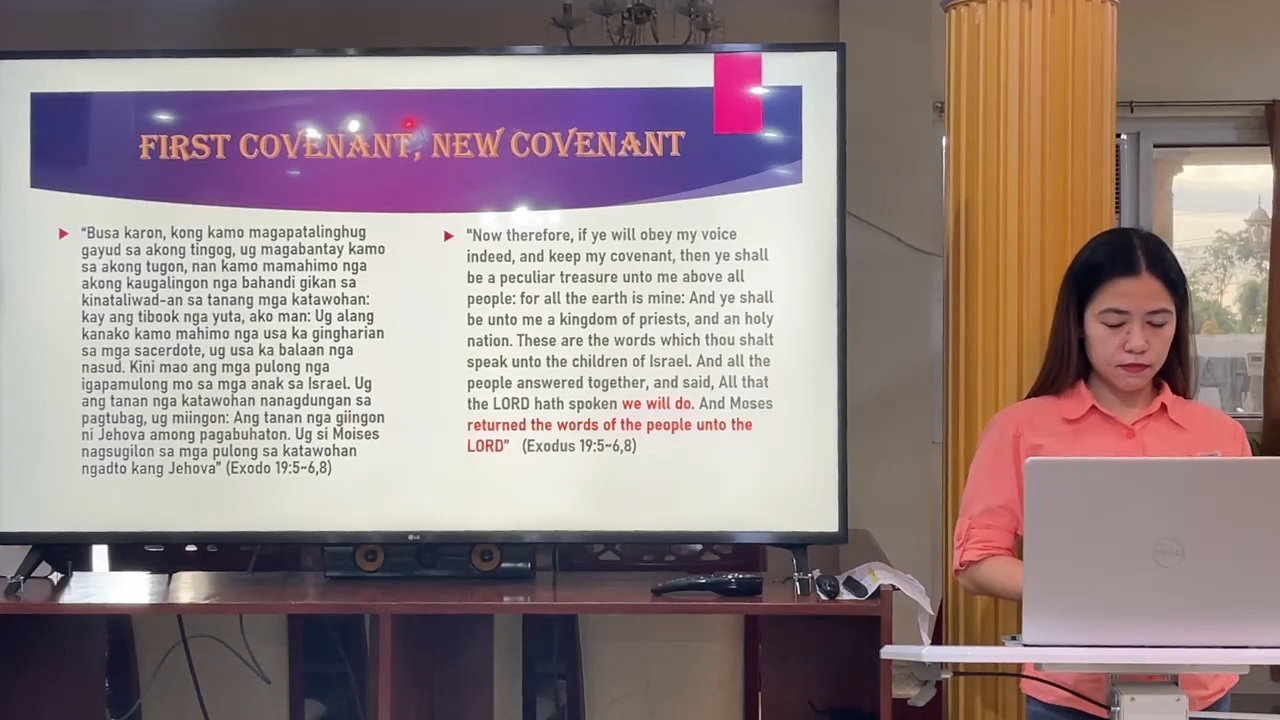 FIRST COVENANT, NEW COVENANT
"Busa karon, kong kamo magapatalinghug
gayud sa akong tingog, ug magabantay kamo
sa akong tugon, nan kamo mamahimo nga
akong kaugalingon nga bahandi gikan sa
kinataliwad-an sa tanang mga katawohan:
kay ang tibook nga yuta, ako man: Ug alang
kanako kamo mahimo nga usa ka gingharian
sa mga sacerdote, ug usa ka balaan nga
nasud. Kini mao ang mga pulong nga
igapamulong mo sa mga anak sa Israel. Ug
ang tanan nga katawohan nanagdungan sa
pagtubag, ug miingon: Ang tanan nga giingon
ni Jehova among pagabuhaton. Ug si Moises
nagsugilon sa mga pulong sa katawohan
ngadto kang Jehova" (Exodo 19:5~6,8)
"Now therefore, if ye will obey my voice
indeed, and keep my covenant, then ye shall
be a peculiar treasure unto me above all
people: for all the earth is mine: And ye shall
be unto me a kingdom of priests, and an holy
nation. These are the words which thou shalt
speak unto the children of Israel. And all the
people answered together, and said, All that
the LORD hath spoken we will do. And Moses
returned the words of the people unto the
LORD" (Exodus 19:5~6,8)
LG
DELL